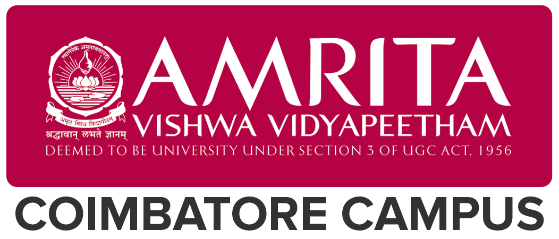 AMRITA
VISHWA VIDYAPEETHAM
श्रद्धावान् लभते ज्ञानम्
DEEMED TO BE UNIVERSITY UNDER SECTION 3 OF UGC ACT, 1956
COIMBATORE CAMPUS